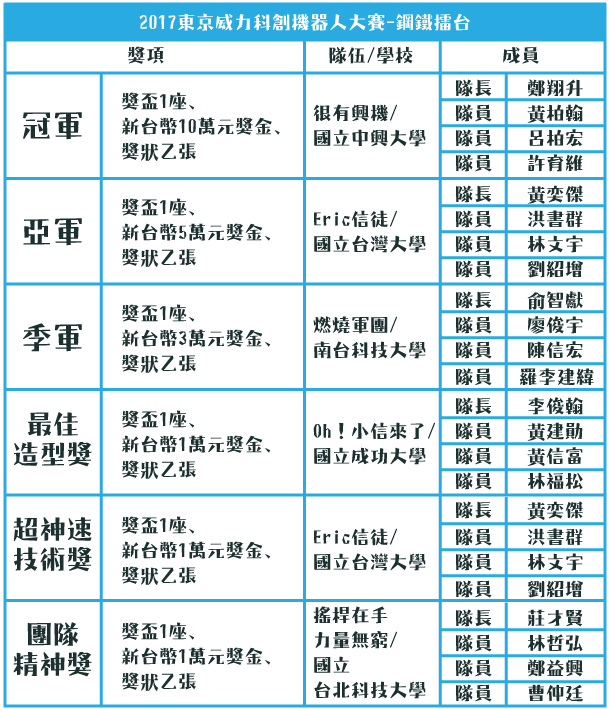 2017東京威力科創機器人大賽-鋼鐵擂台
獎項
隊伍/學校
成員
冠軍
獎盃1座、
新台幣10萬元獎金、
獎狀乙張
很有興機/
國立中興大學
隊長 鄭翔升
隊員 黃柏翰
隊員 呂柏宏
隊員 許育維
亞軍
獎盃1座、
新台幣5萬元獎金、
獎狀乙張
Eric信徒/
國立台灣大學
隊長 黃奕傑
隊員 洪書群
隊員 林文宇
隊員 劉紹增
季軍
獎盃1座、
新台幣3萬元獎金、
獎狀乙張
燃燒軍團/
南台科技大學
隊長 俞智獻
隊員 廖俊宇
隊員 陳信宏
隊員 羅李建緯
最佳
造型獎
獎盃1座、
新台幣1萬元獎金、
獎狀乙張
Oh！小信來了/
國立成功大學
隊長 李俊翰
隊員 黃建勛
隊員 黃信富
隊員 林福松
超神速
技術獎
獎盃1座、
新台幣1萬元獎金、
獎狀乙張
Eric信徒/
國立台灣大學
隊長 黃奕傑
隊員 洪書群
隊員 林文宇
隊員 劉紹增
團隊
精神獎
獎盃1座、
新台幣1萬元獎金、
獎狀乙張
搖桿在手
力量無窮/
國立
台北科技大學
隊長 莊才賢
隊員 林哲弘
隊員 鄭益興
隊員 曹仲廷